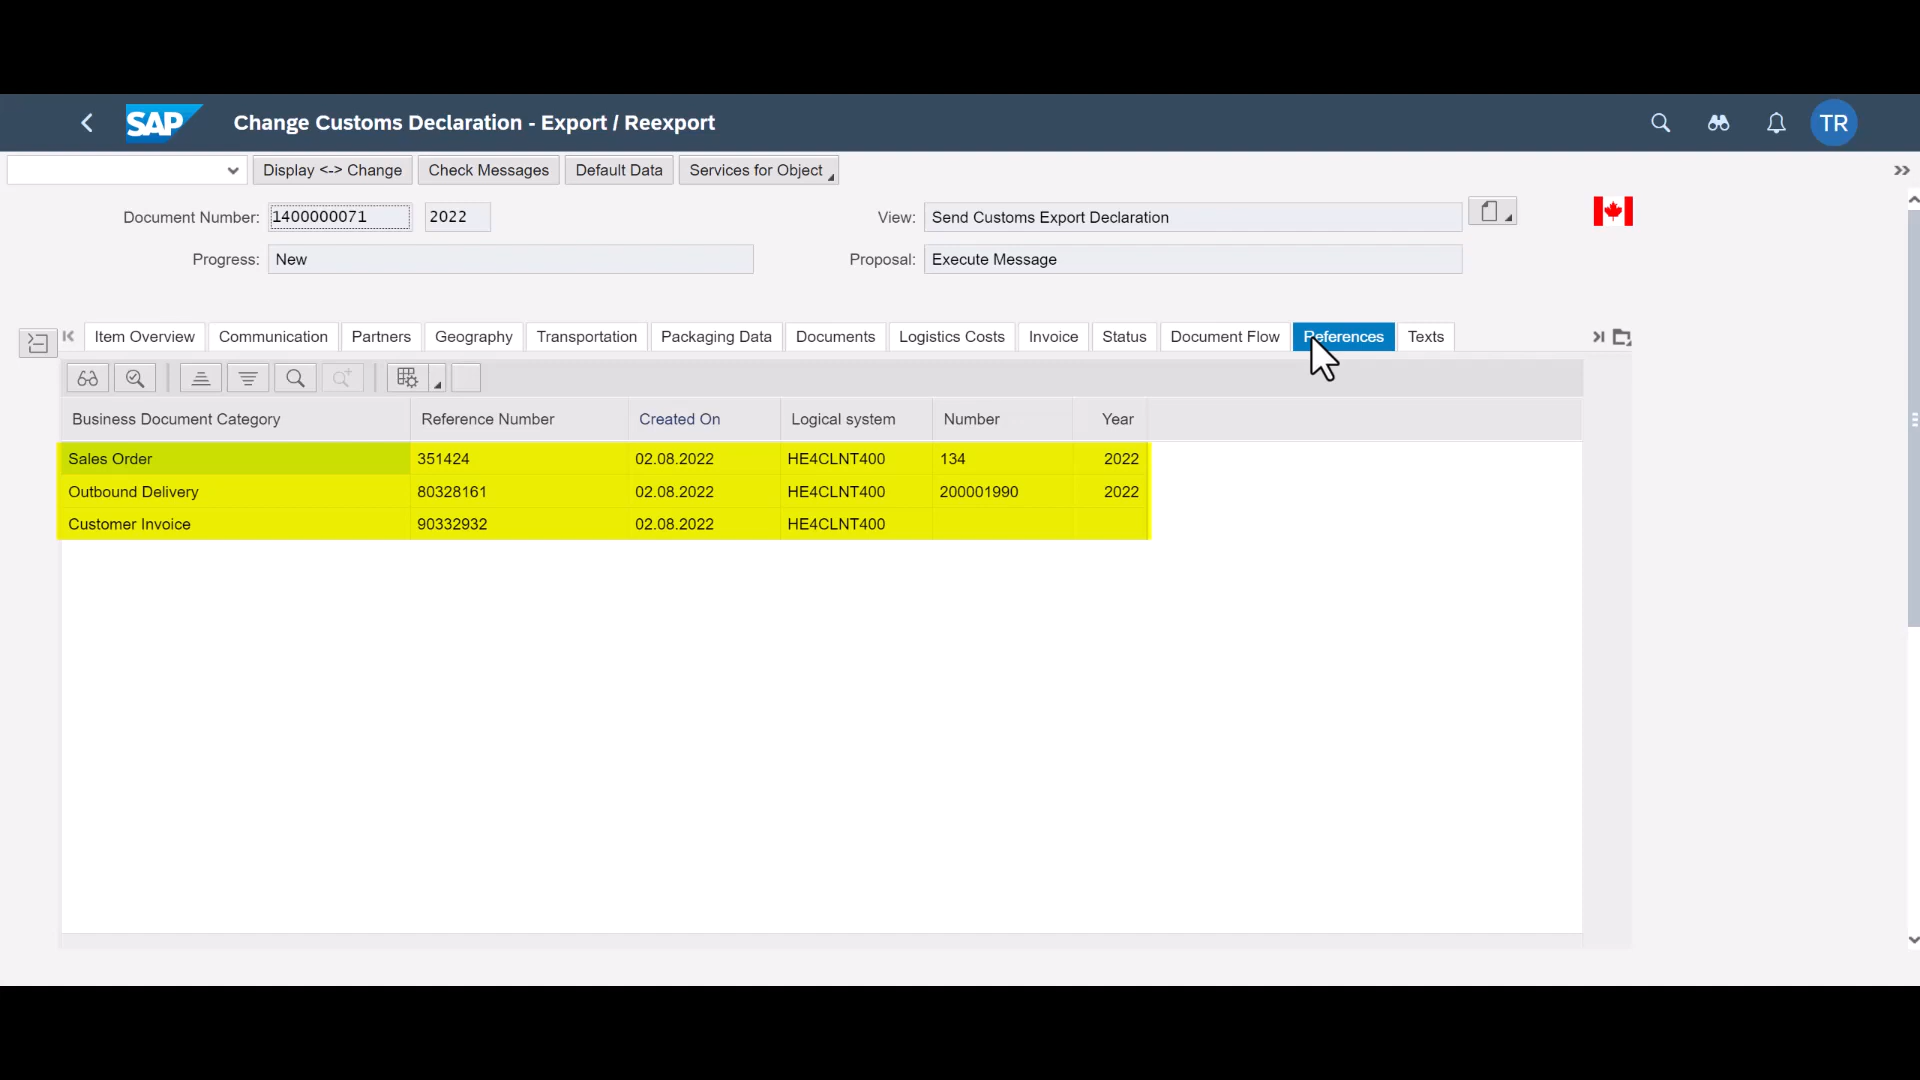 SAP Change Customs Declaration - Export / Reexport TR
Display <-> Change Check Messages Default Data Services for Object
Document Number: 1400000071 2022 View: Send Customs Export Declaration
Progress: New Proposal: Execute Message
Item Overview Communication Partners Geography Transportation Packaging Data Documents Logistics Costs Invoice Status Document Flow References Texts
Business Document Category Reference Number Created On Logical system Number Year
Sales Order 351424 02.08.2022 HE4CLNT400 134 2022
Outbound Delivery 80328161 02.08.2022 HE4CLNT400 200001990 2022
Customer Invoice 90332932 02.08.2022 HE4CLNT400